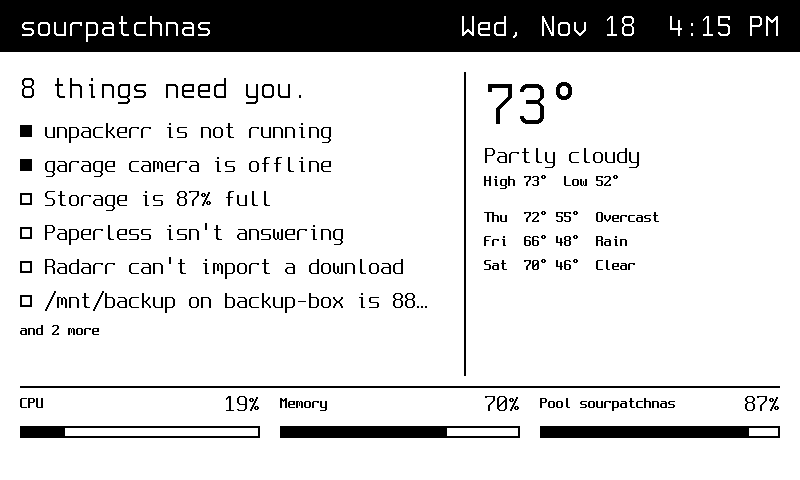 sourpatchnas
Wed, Nov 18 4:15 PM
8 things need you.
unpackerr is not running
garage camera is offline
Storage is 87% full
Paperless isn't answering
Radarr can't import a download
/mnt/backup on backup-box is 88…
and 2 more
73°
Partly cloudy
High 73° Low 52°
Thu 72° 55° Overcast
Fri 66° 48° Rain
Sat 70° 46° Clear
CPU 19%
Memory 70%
Pool sourpatchnas 87%